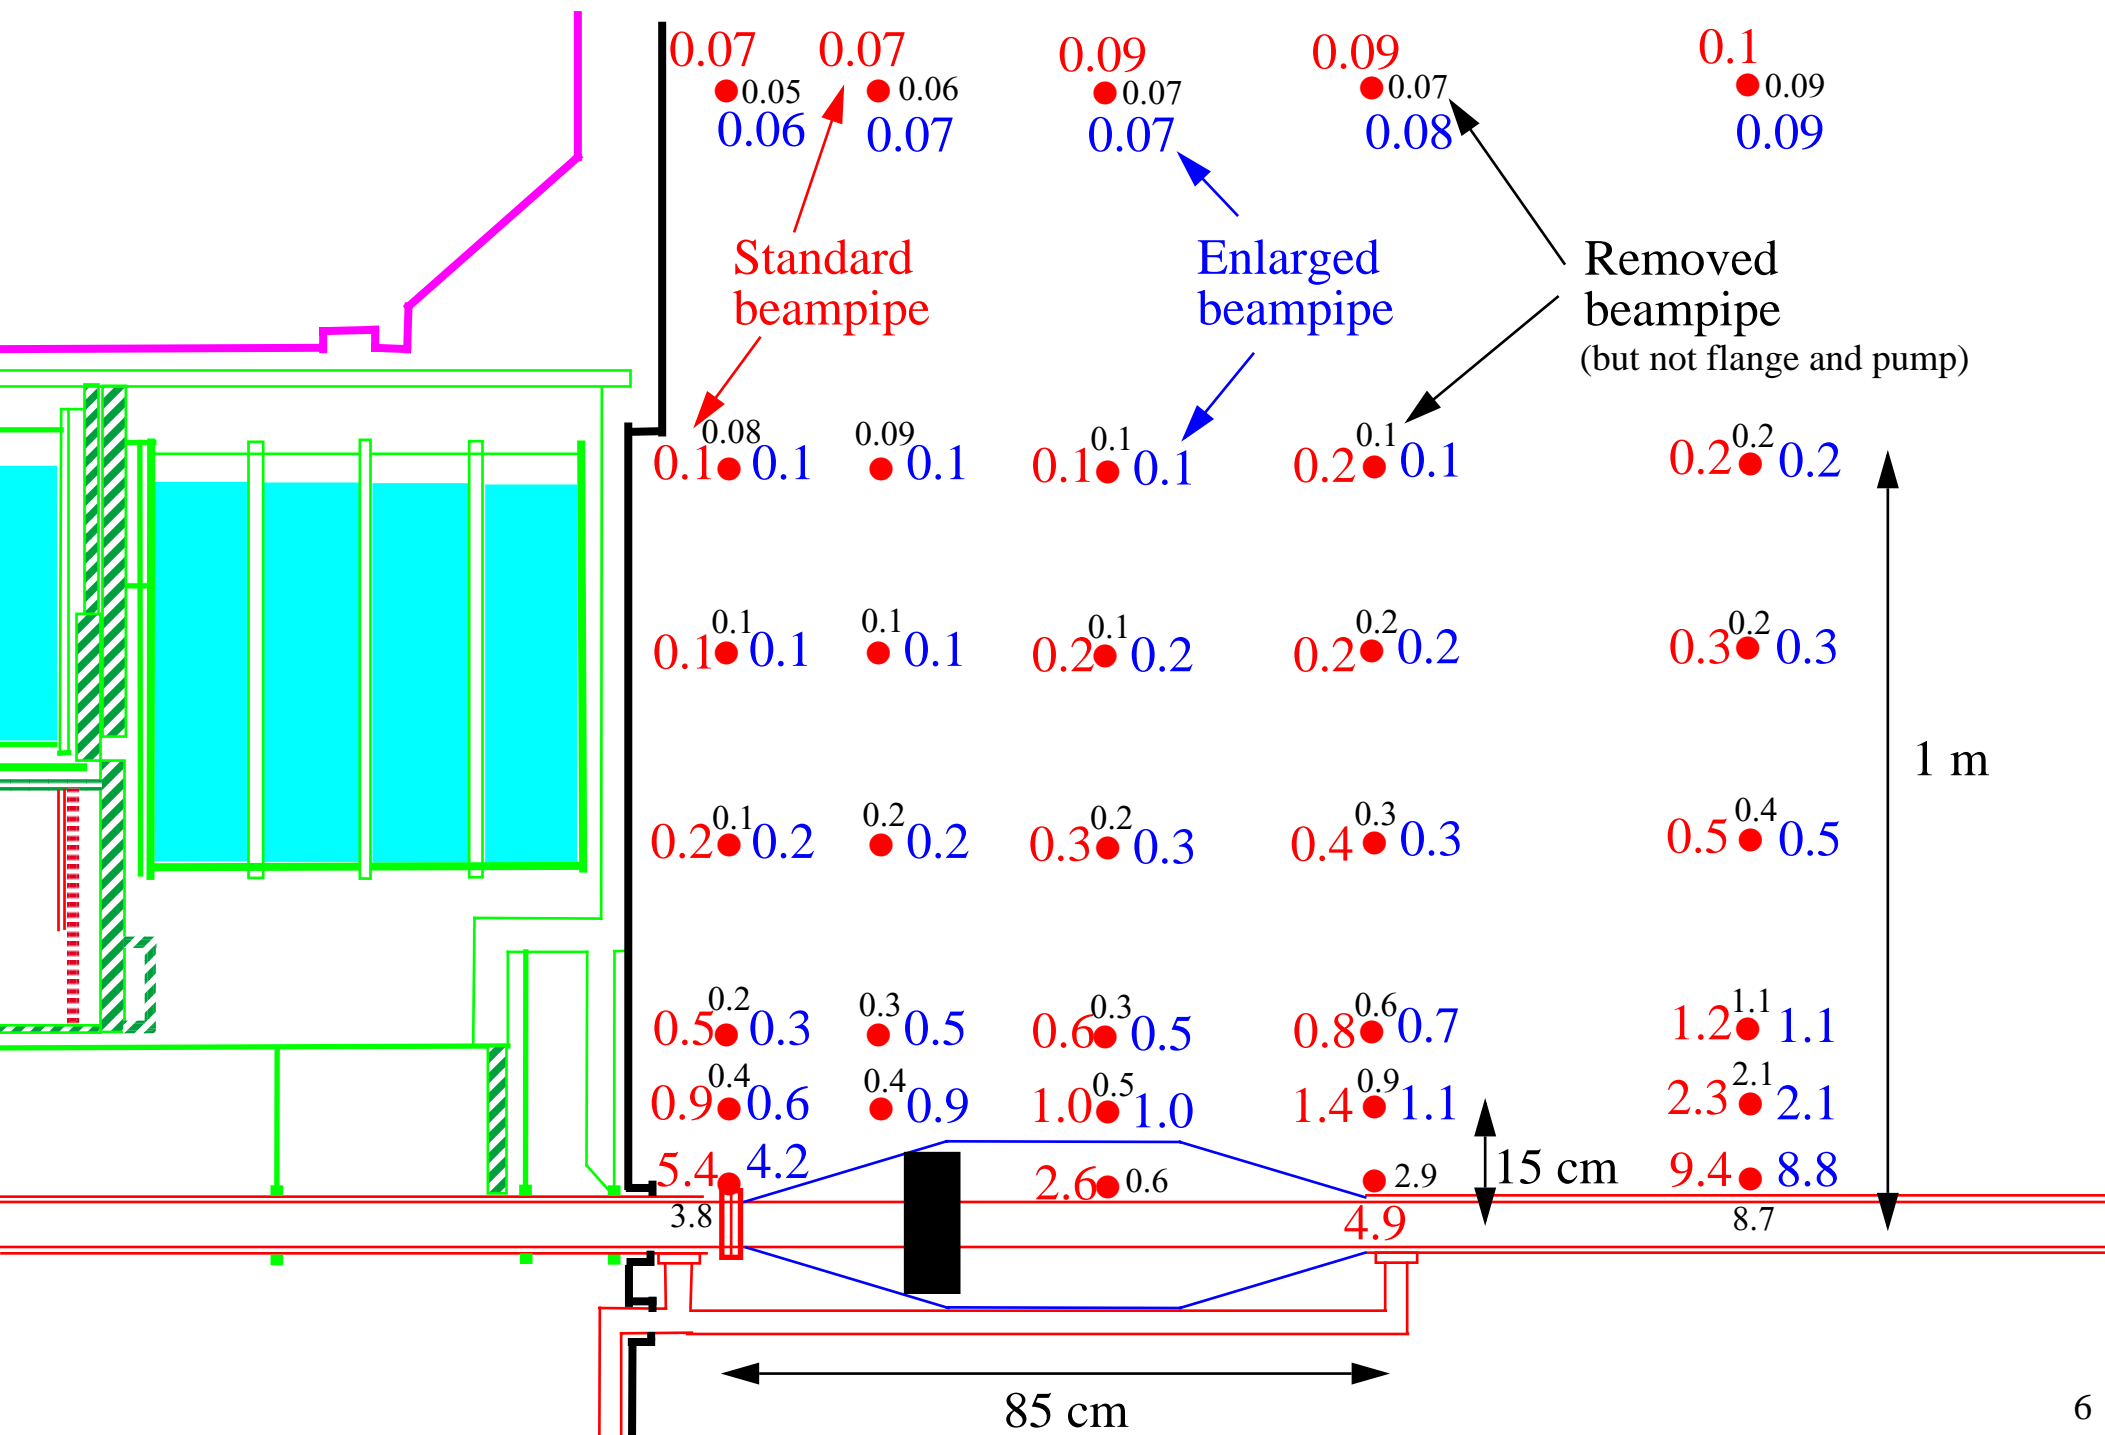 0.07 0.07 0.09 0.09 0.1
0.05 0.06 0.07 0.07 0.09
0.06 0.07 0.07 0.08 0.09
Standard Enlarged Removed
beampipe beampipe beampipe
(but not flange and pump)
0.08 0.09 0.1 0.1 0.2
0.1 0.1 0.1 0.1 0.1 0.2 0.1 0.2 0.2
0.1 0.1 0.1 0.2 0.2
0.1 0.1 0.1 0.2 0.2 0.2 0.2 0.3 0.3
1 m
0.1 0.2 0.2 0.3 0.4
0.2 0.2 0.2 0.3 0.3 0.4 0.3 0.5 0.5
0.2 0.3 0.3 0.6 1.1
0.5 0.3 0.5 0.6 0.5 0.8 0.7 1.2 1.1
0.4 0.4 0.5 0.9 2.1
0.9 0.6 0.9 1.0 1.0 1.4 1.1 2.3 2.1
5.4 4.2 2.6 0.6 2.9 15 cm 9.4 8.8
3.8 4.9 8.7
85 cm
6